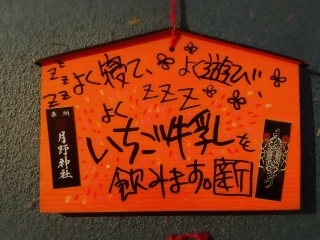 zzz よく寝て、よく遊び
よく zzz
いちご牛乳を
飲みます。新
奉納
月野神社